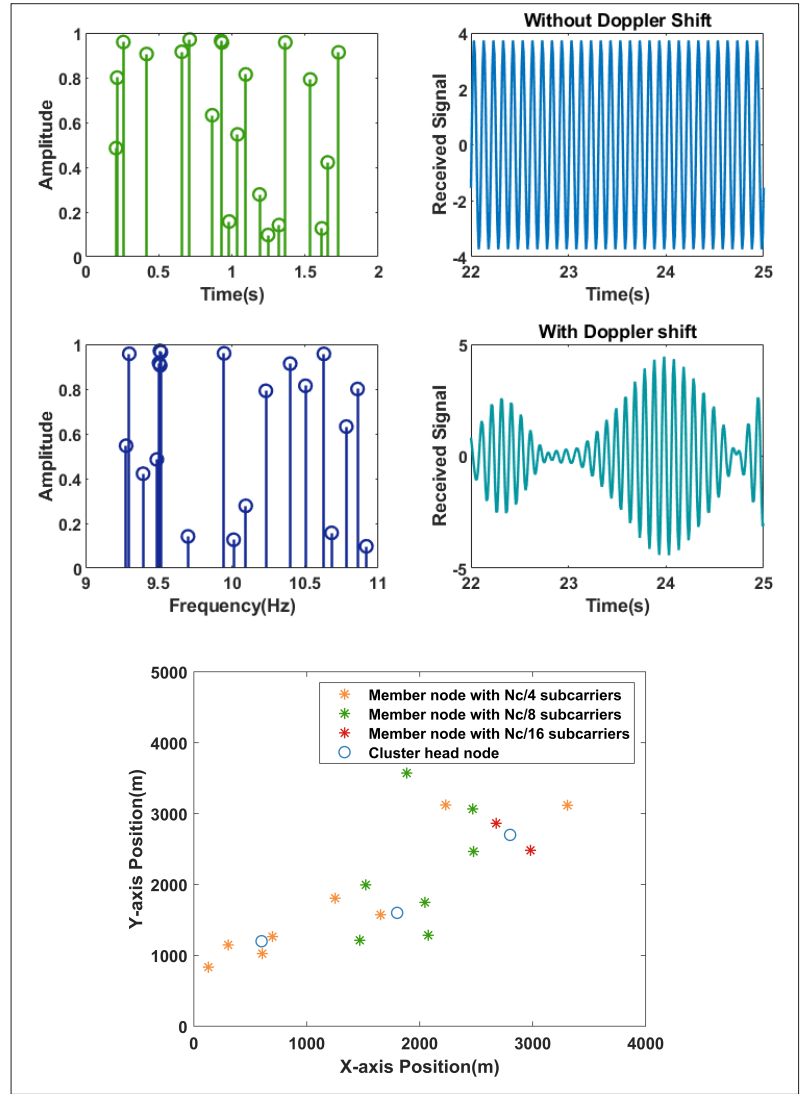 1
0.8
0.6
0.4
0.2
0
Amplitude
0 0.5 1 1.5 2
Time(s)
Without Doppler Shift
4
2
0
-2
-4
Received Signal
22 23 24 25
Time(s)
1
0.8
0.6
0.4
0.2
0
Amplitude
9 9.5 10 10.5 11
Frequency(Hz)
With Doppler shift
5
0
-5
Received Signal
22 23 24 25
Time(s)
5000
4000
3000
2000
1000
0
Y-axis Position(m)
Member node with Nc/4 subcarriers
Member node with Nc/8 subcarriers
Member node with Nc/16 subcarriers
Cluster head node
0 1000 2000 3000 4000
X-axis Position(m)